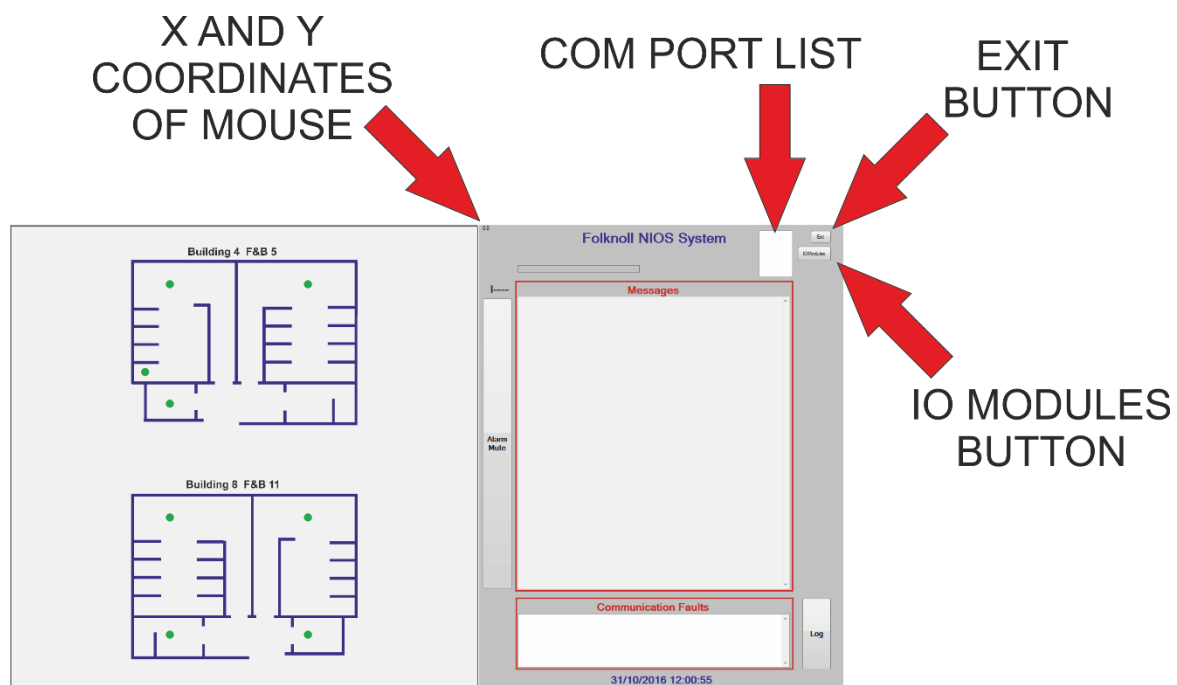 X AND Y
COORDINATES
OF MOUSE
COM PORT LIST
EXIT
BUTTON
Building 4  F&B 5
Folknoll NIOS System
Exit
IOModules
Messages
Alarm
Mute
IO MODULES
BUTTON
Building 8  F&B 11
Communication Faults
Log
31/10/2016 12:00:55